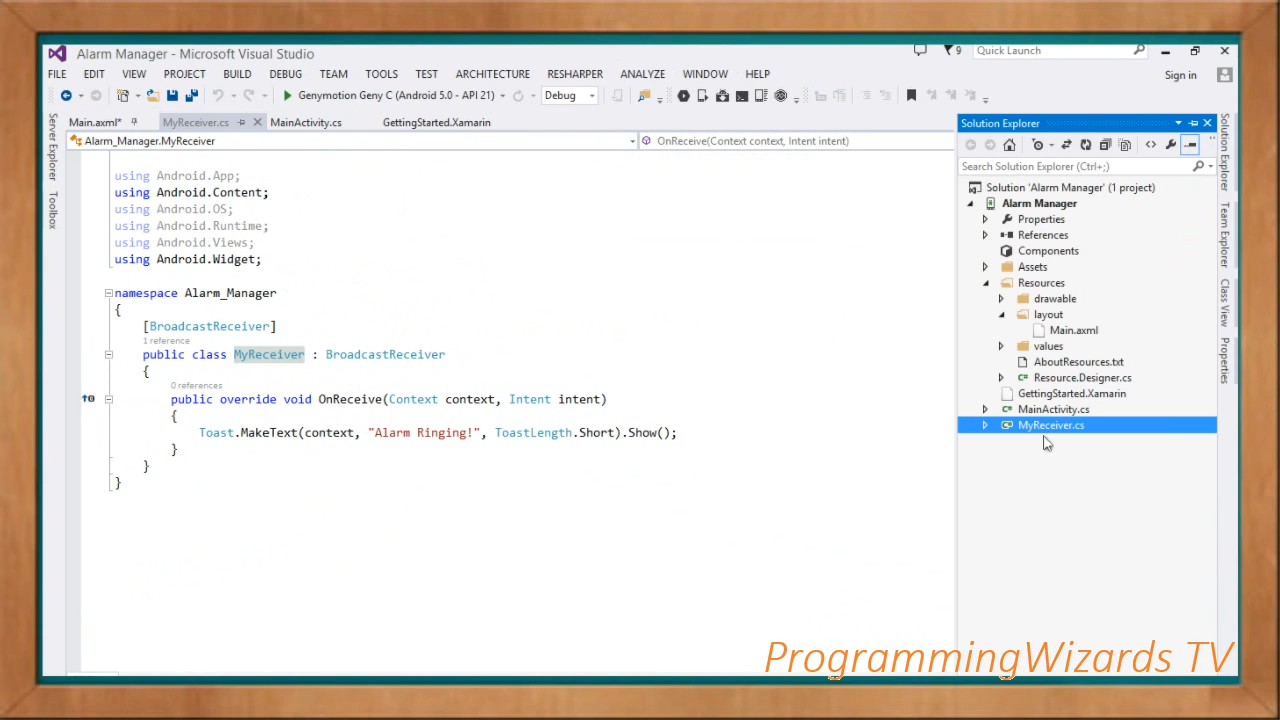 Alarm Manager - Microsoft Visual Studio
9
Quick Launch
FILE EDIT VIEW PROJECT BUILD DEBUG TEAM TOOLS TEST ARCHITECTURE RESHARPER ANALYZE WINDOW HELP
Sign in
Genymotion Geny C (Android 5.0 - API 21)
Debug
Server Explorer
Toolbox
Main.axml*
MyReceiver.cs
MainActivity.cs
GettingStarted.Xamarin
Alarm_Manager.MyReceiver
OnReceive(Context context, Intent intent)
using Android.App;
using Android.Content;
using Android.OS;
using Android.Runtime;
using Android.Views;
using Android.Widget;
namespace Alarm_Manager
{
[BroadcastReceiver]
1 reference
public class MyReceiver : BroadcastReceiver
{
0 references
public override void OnReceive(Context context, Intent intent)
{
Toast.MakeText(context, "Alarm Ringing!", ToastLength.Short).Show();
}
}
}
Solution Explorer
Search Solution Explorer (Ctrl+;)
Solution 'Alarm Manager' (1 project)
Alarm Manager
Properties
References
Components
Assets
Resources
drawable
layout
Main.axml
values
AboutResources.txt
Resource.Designer.cs
GettingStarted.Xamarin
MainActivity.cs
MyReceiver.cs
Solution Explorer
Team Explorer
Class View
Properties
ProgrammingWizards TV